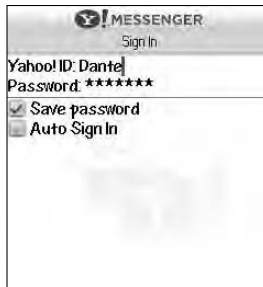 Y! MESSENGER
Sign In
Yahoo! ID: Dante
Password: *******
Save password
Auto Sign In